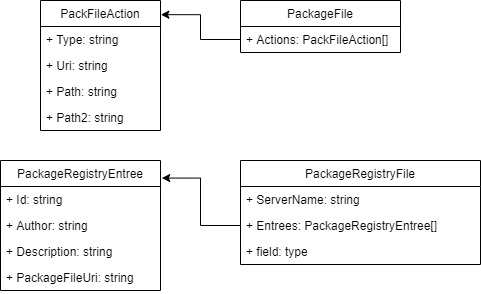 PackFileAction
+ Type: string
+ Uri: string
+ Path: string
+ Path2: string
PackageFile
+ Actions: PackFileAction[]
PackageRegistryEntree
+ Id: string
+ Author: string
+ Description: string
+ PackageFileUri: string
PackageRegistryFile
+ ServerName: string
+ Entrees: PackageRegistryEntree[]
+ field: type